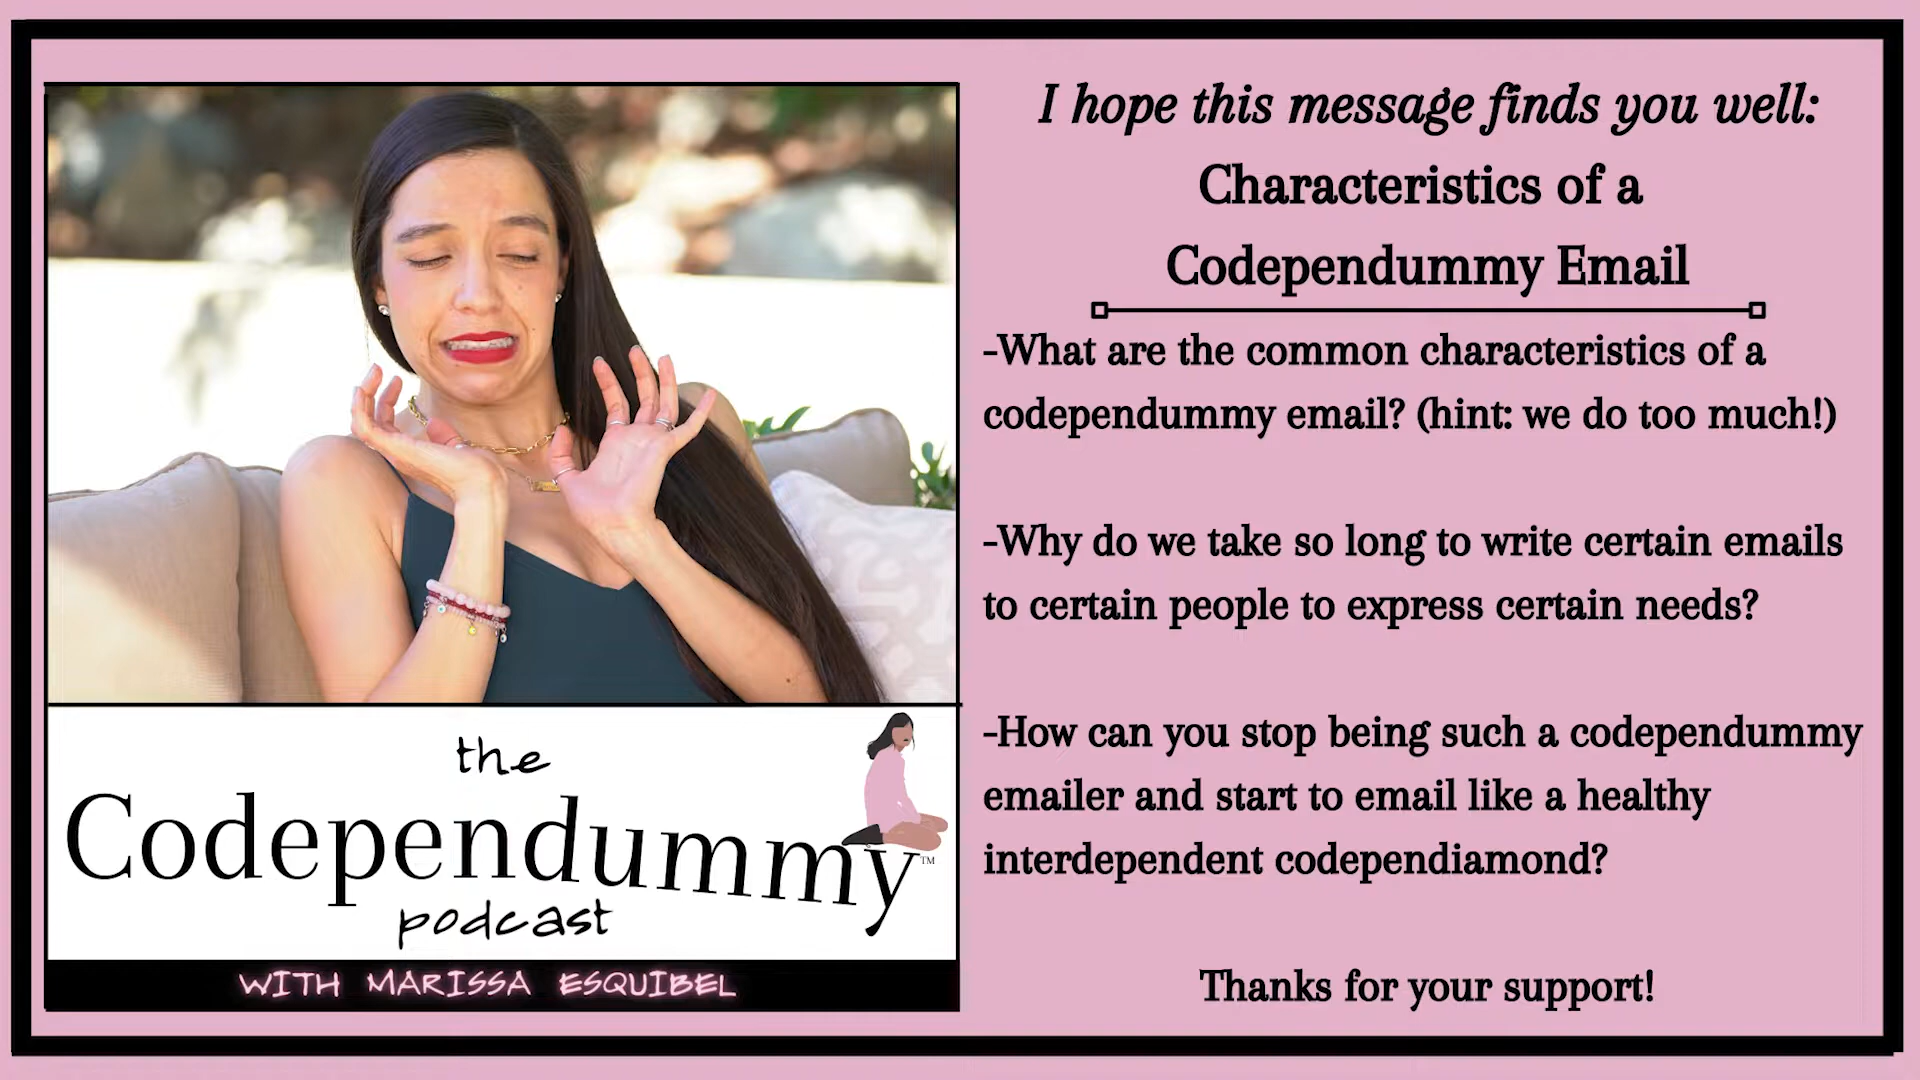 I hope this message finds you well:
Characteristics of a
Codependummy Email
-What are the common characteristics of a
codependummy email? (hint: we do too much!)
-Why do we take so long to write certain emails
to certain people to express certain needs?
-How can you stop being such a codependummy
emailer and start to email like a healthy
interdependent codependiamond?
Thanks for your support!
the
Codependummy™
podcast
WITH MARISSA ESQUIBEL